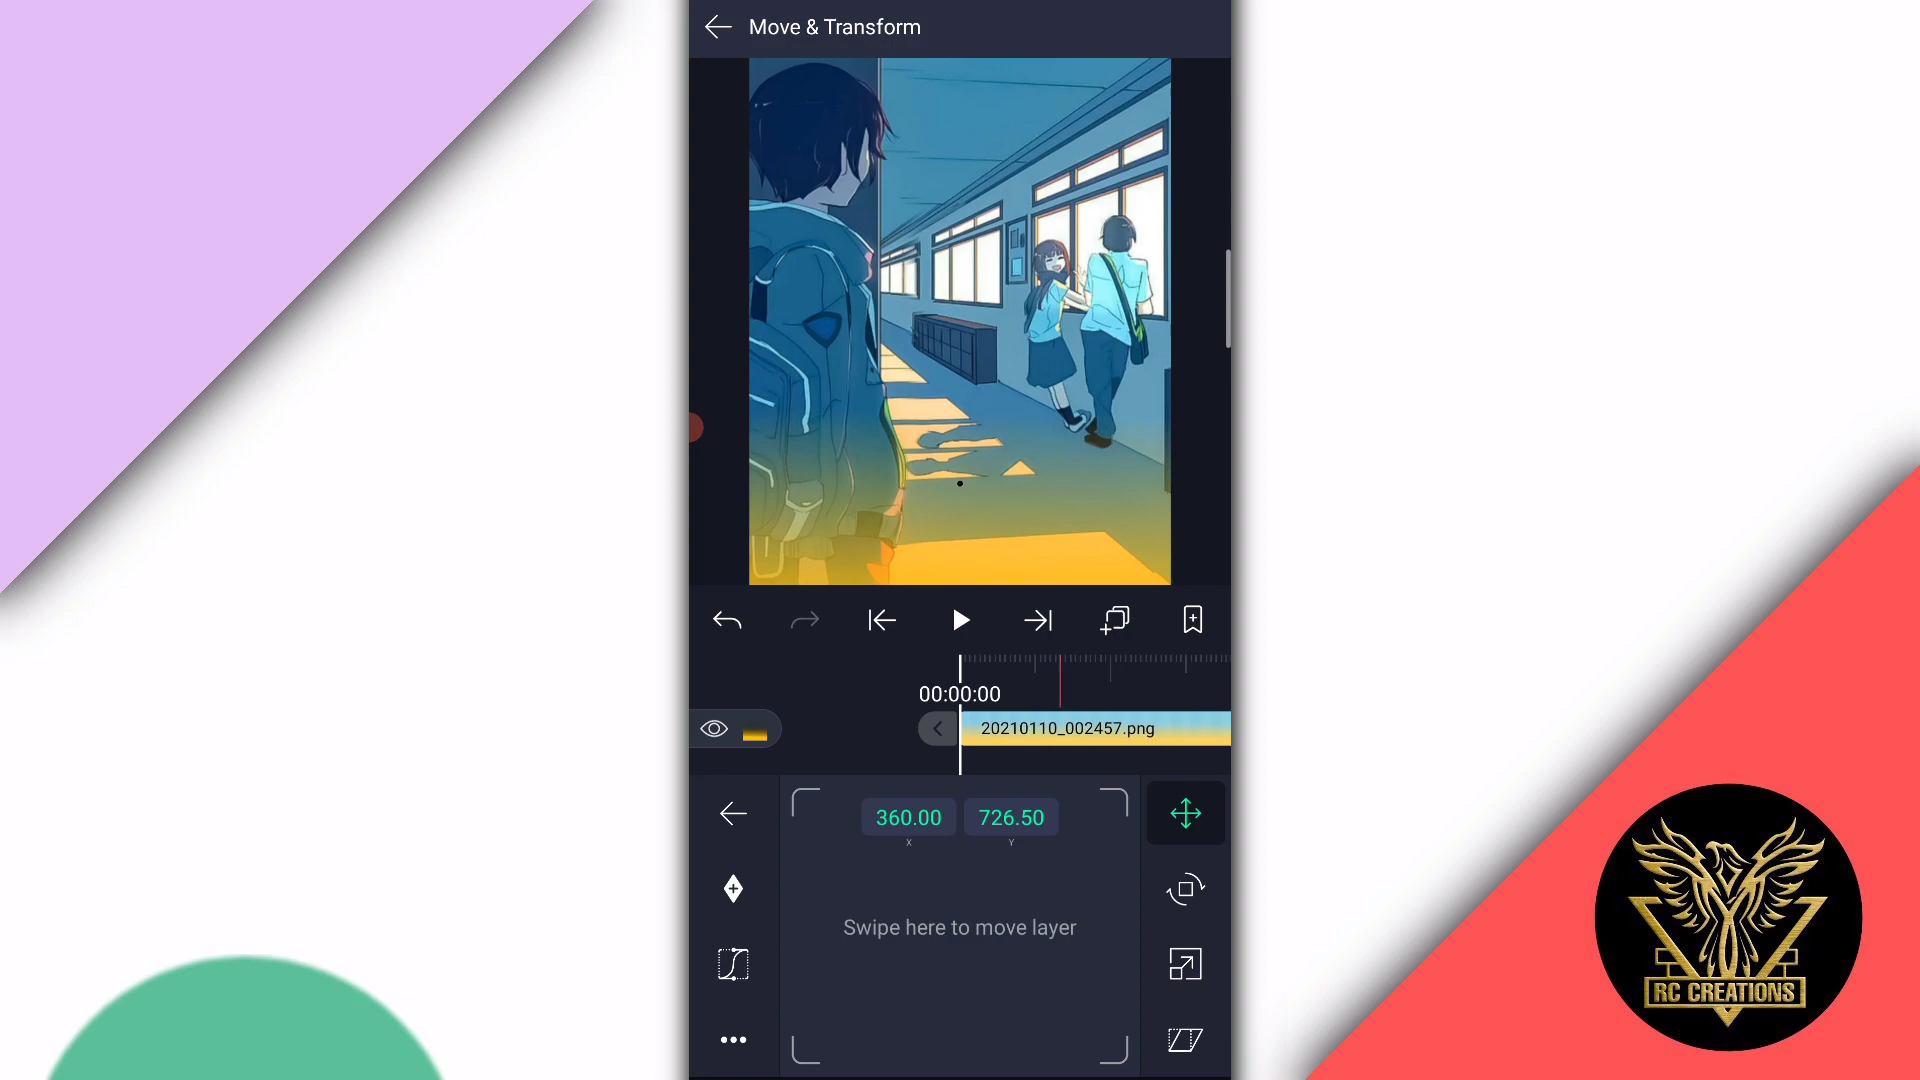 Move & Transform
00:00:00
20210110_002457.png
360.00 726.50
X Y
Swipe here to move layer
RC CREATIONS